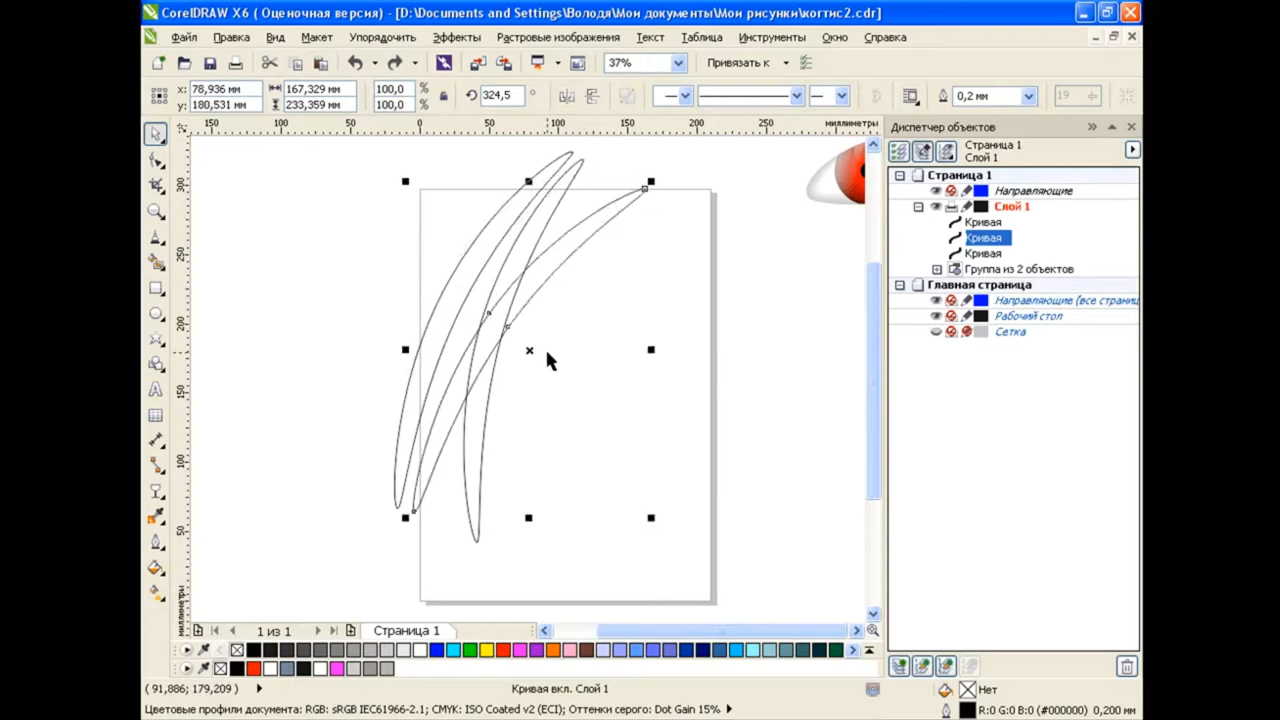 CorelDRAW X6 ( Оценочная версия) - [D:\Documents and Settings\Володя\Мои документы\Мои рисунки\когтис2.cdr]
Файл Правка Вид Макет Упорядочить Эффекты Растровые изображения Текст Таблица Инструменты Окно Справка
37% Привязать к
x: 78,936 мм 167,329 мм 100,0 % 324,5 ° 0,2 мм 19
y: 180,531 мм 233,359 мм 100,0 %
150 100 50 0 50 100 150 200 250 миллиметры
300
250
200
150
100
50
миллиметры
Диспетчер объектов
Страница 1
Слой 1
Страница 1
Направляющие
Слой 1
Кривая
Кривая
Кривая
Группа из 2 объектов
Главная страница
Направляющие (все страниц
Рабочий стол
Сетка
1 из 1 Страница 1
( 91,886; 179,209 ) Кривая вкл. Слой 1 Нет
Цветовые профили документа: RGB: sRGB IEC61966-2.1; CMYK: ISO Coated v2 (ECI); Оттенки серого: Dot Gain 15% R:0 G:0 B:0 (#000000) 0,200 мм